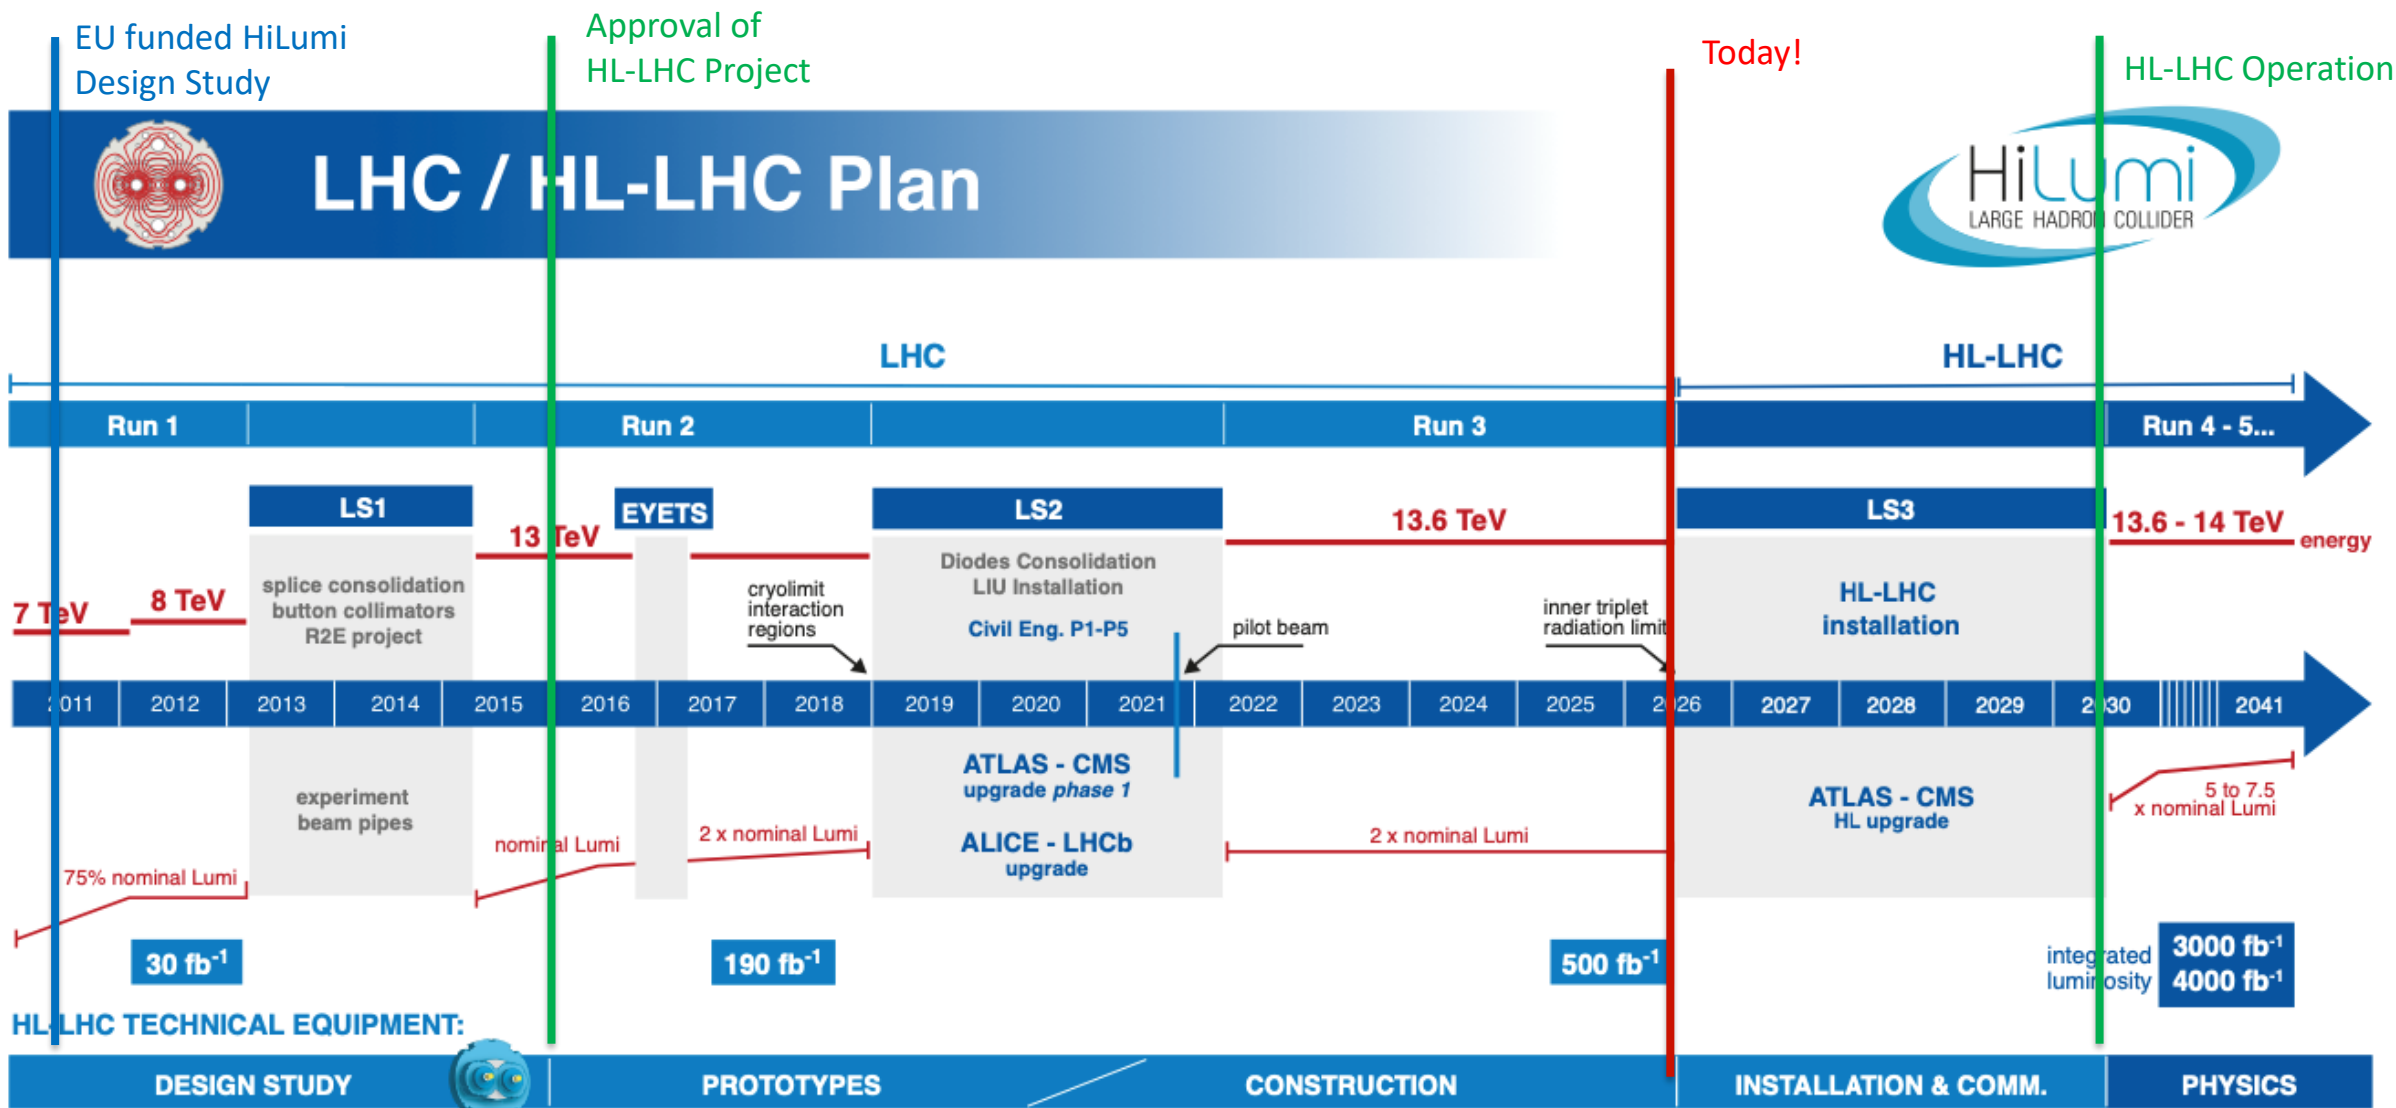 EU funded HiLumi
Design Study
Approval of
HL-LHC Project
Today!
HL-LHC Operation
LHC / HL-LHC Plan
HiLumi
LARGE HADRON COLLIDER
LHC
HL-LHC
Run 1
Run 2
Run 3
Run 4 - 5...
LS1
EYETS
LS2
LS3
7 TeV
8 TeV
13 TeV
13.6 TeV
13.6 - 14 TeV
energy
splice consolidation
button collimators
R2E project
cryolimit
interaction
regions
Diodes Consolidation
LIU Installation
Civil Eng. P1-P5
pilot beam
inner triplet
radiation limit
HL-LHC
installation
2011 2012 2013 2014 2015 2016 2017 2018 2019 2020 2021 2022 2023 2024 2025 2026 2027 2028 2029 2030 2041
experiment
beam pipes
ATLAS - CMS
upgrade phase 1
ALICE - LHCb
upgrade
ATLAS - CMS
HL upgrade
75% nominal Lumi
nominal Lumi
2 x nominal Lumi
2 x nominal Lumi
5 to 7.5
x nominal Lumi
30 fb⁻¹
190 fb⁻¹
500 fb⁻¹
integrated
luminosity
3000 fb⁻¹
4000 fb⁻¹
HL-LHC TECHNICAL EQUIPMENT:
DESIGN STUDY
PROTOTYPES
CONSTRUCTION
INSTALLATION & COMM.
PHYSICS